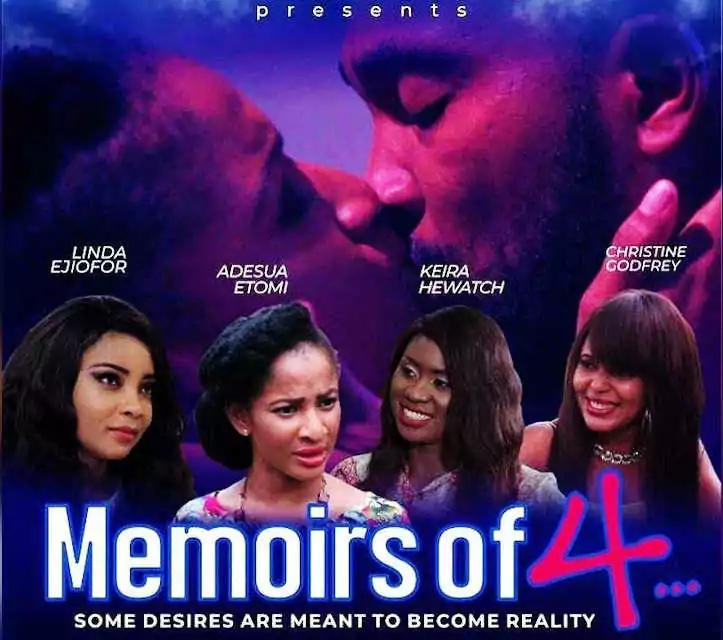 presents
LINDA
EJIOFOR
ADESUA
ETOMI
KEIRA
HEWATCH
CHRISTINE
GODFREY
Memoirs of 4...
SOME DESIRES ARE MEANT TO BECOME REALITY